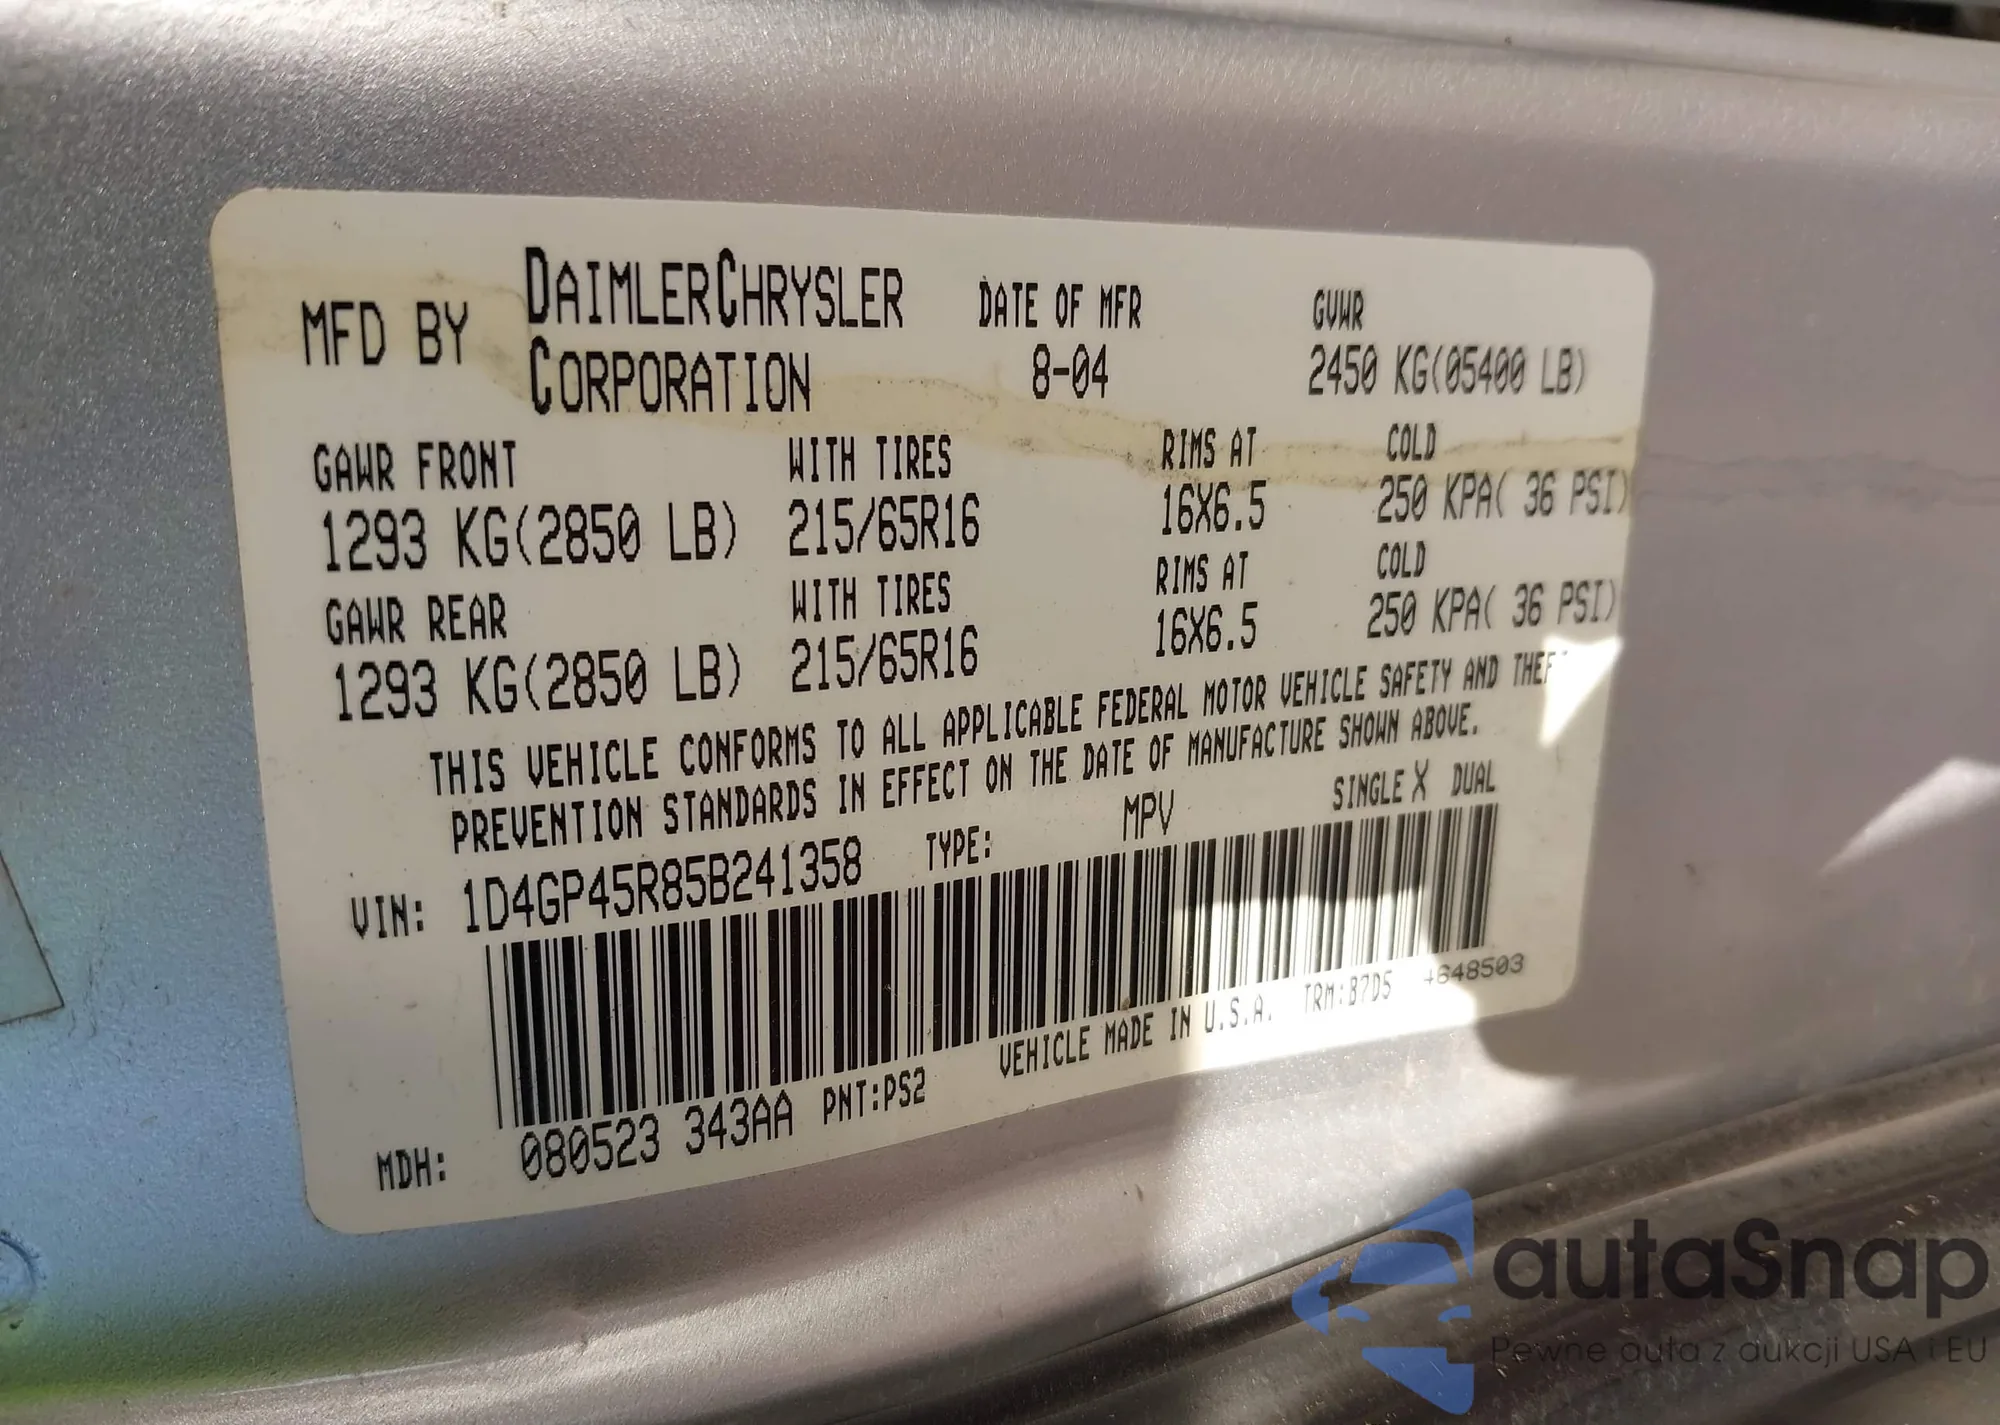 MFD BY DAIMLERCHRYSLER CORPORATION
DATE OF MFR 8-04
GVWR 2450 KG(05400 LB)
GAWR FRONT WITH TIRES RIMS AT COLD
1293 KG(2850 LB) 215/65R16 16X6.5 250 KPA( 36 PSI)
GAWR REAR WITH TIRES RIMS AT COLD
1293 KG(2850 LB) 215/65R16 16X6.5 250 KPA( 36 PSI)
THIS VEHICLE CONFORMS TO ALL APPLICABLE FEDERAL MOTOR VEHICLE SAFETY AND THEFT
PREVENTION STANDARDS IN EFFECT ON THE DATE OF MANUFACTURE SHOWN ABOVE.
VIN: 1D4GP45R85B241358 TYPE: MPV SINGLE X DUAL
VEHICLE MADE IN U.S.A. TRM:B7D5 4648503
MDH: 080523 343AA PNT:PS2
autaSnap
Pewne auta z aukcji USA i EU